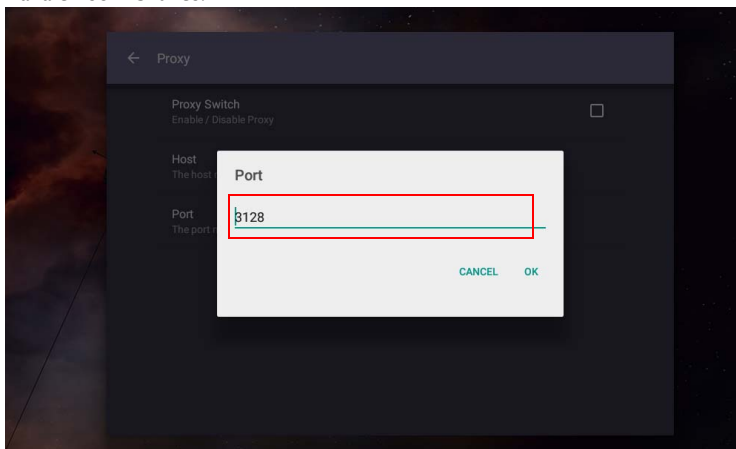 Proxy
Proxy Switch
Enable / Disable Proxy
Host
The host
Port
The port
Port
3128
CANCEL OK